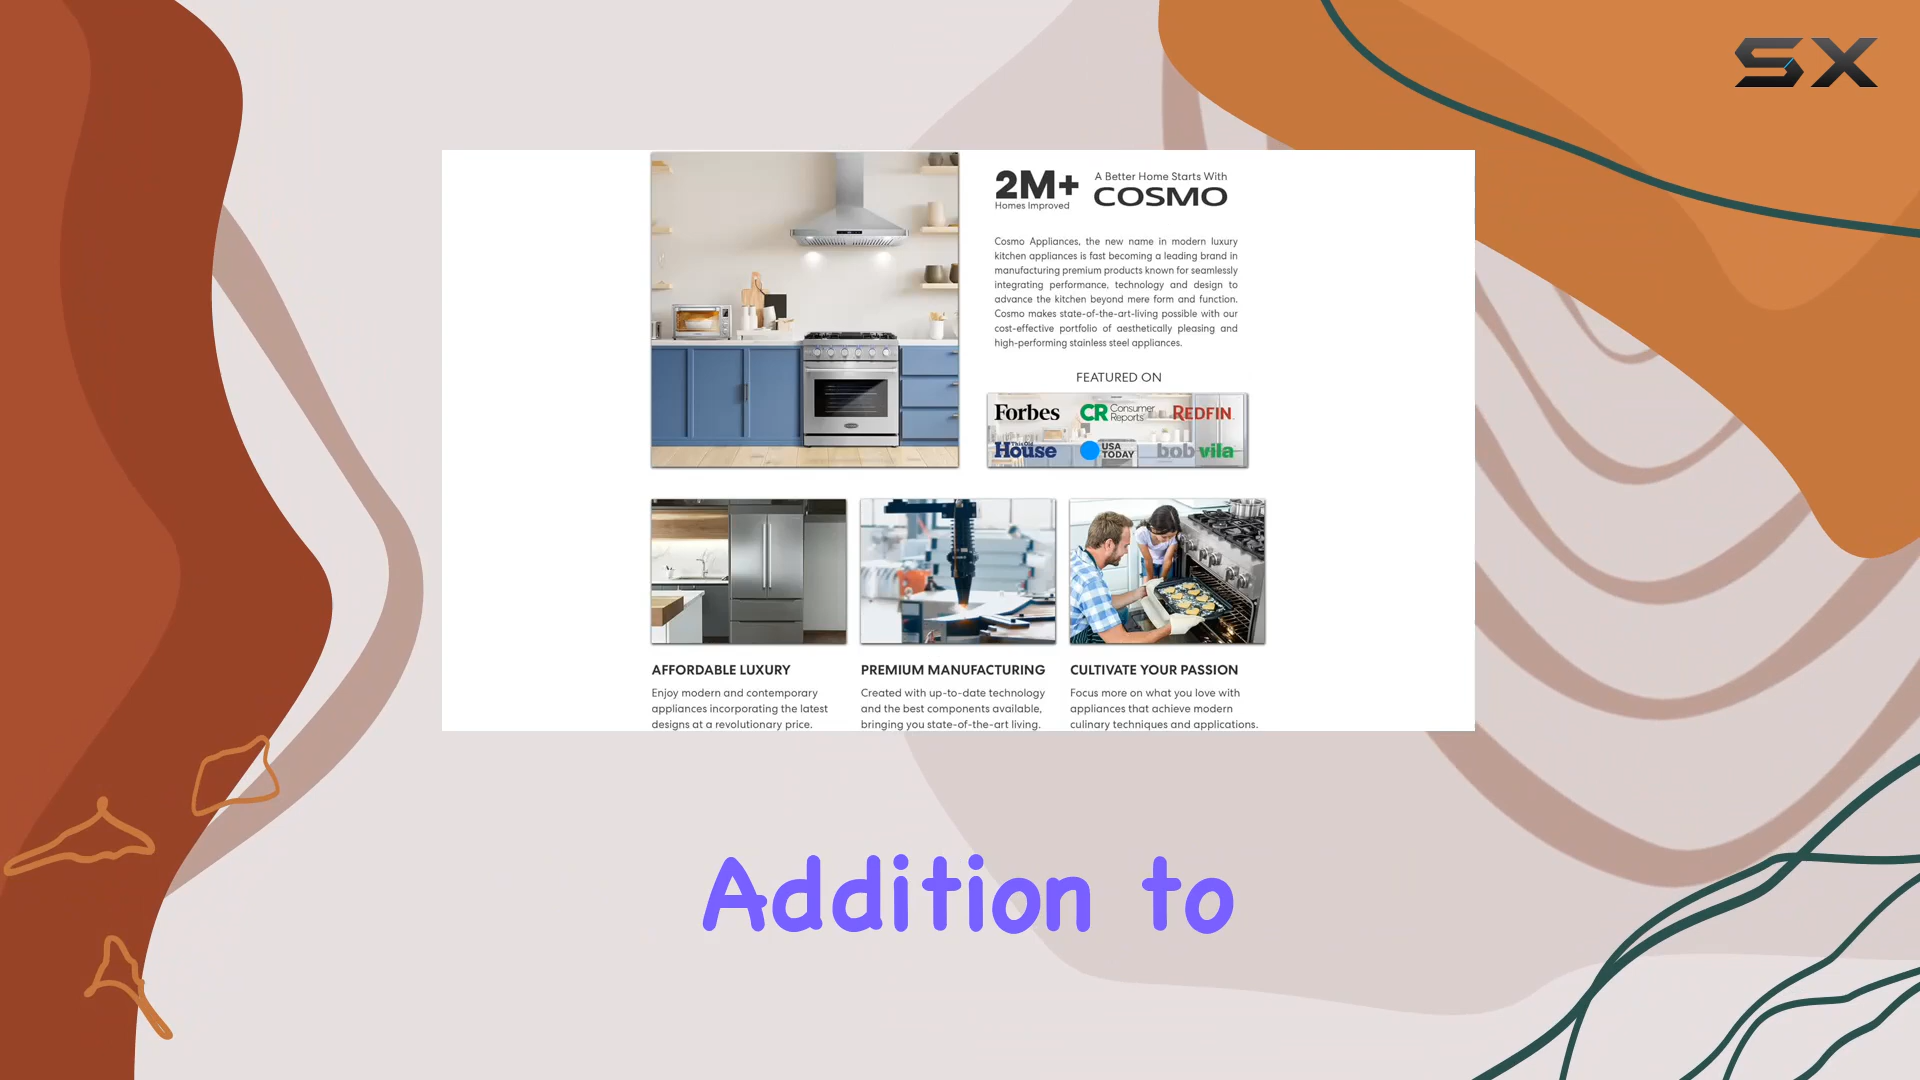 SX
2M+
Homes Improved
A Better Home Starts With
COSMO
Cosmo Appliances, the new name in modern luxury
kitchen appliances is fast becoming a leading brand in
manufacturing premium products known for seamlessly
integrating performance, technology and design to
advance the kitchen beyond mere form and function.
Cosmo makes state-of-the-art-living possible with our
cost-effective portfolio of aesthetically pleasing and
high-performing stainless steel appliances.
FEATURED ON
Forbes
CR Consumer
Reports
REDFIN
This Old
House
USA
TODAY
bob vila
AFFORDABLE LUXURY
Enjoy modern and contemporary
appliances incorporating the latest
designs at a revolutionary price.
PREMIUM MANUFACTURING
Created with up-to-date technology
and the best components available,
bringing you state-of-the-art living.
CULTIVATE YOUR PASSION
Focus more on what you love with
appliances that achieve modern
culinary techniques and applications.
Addition to